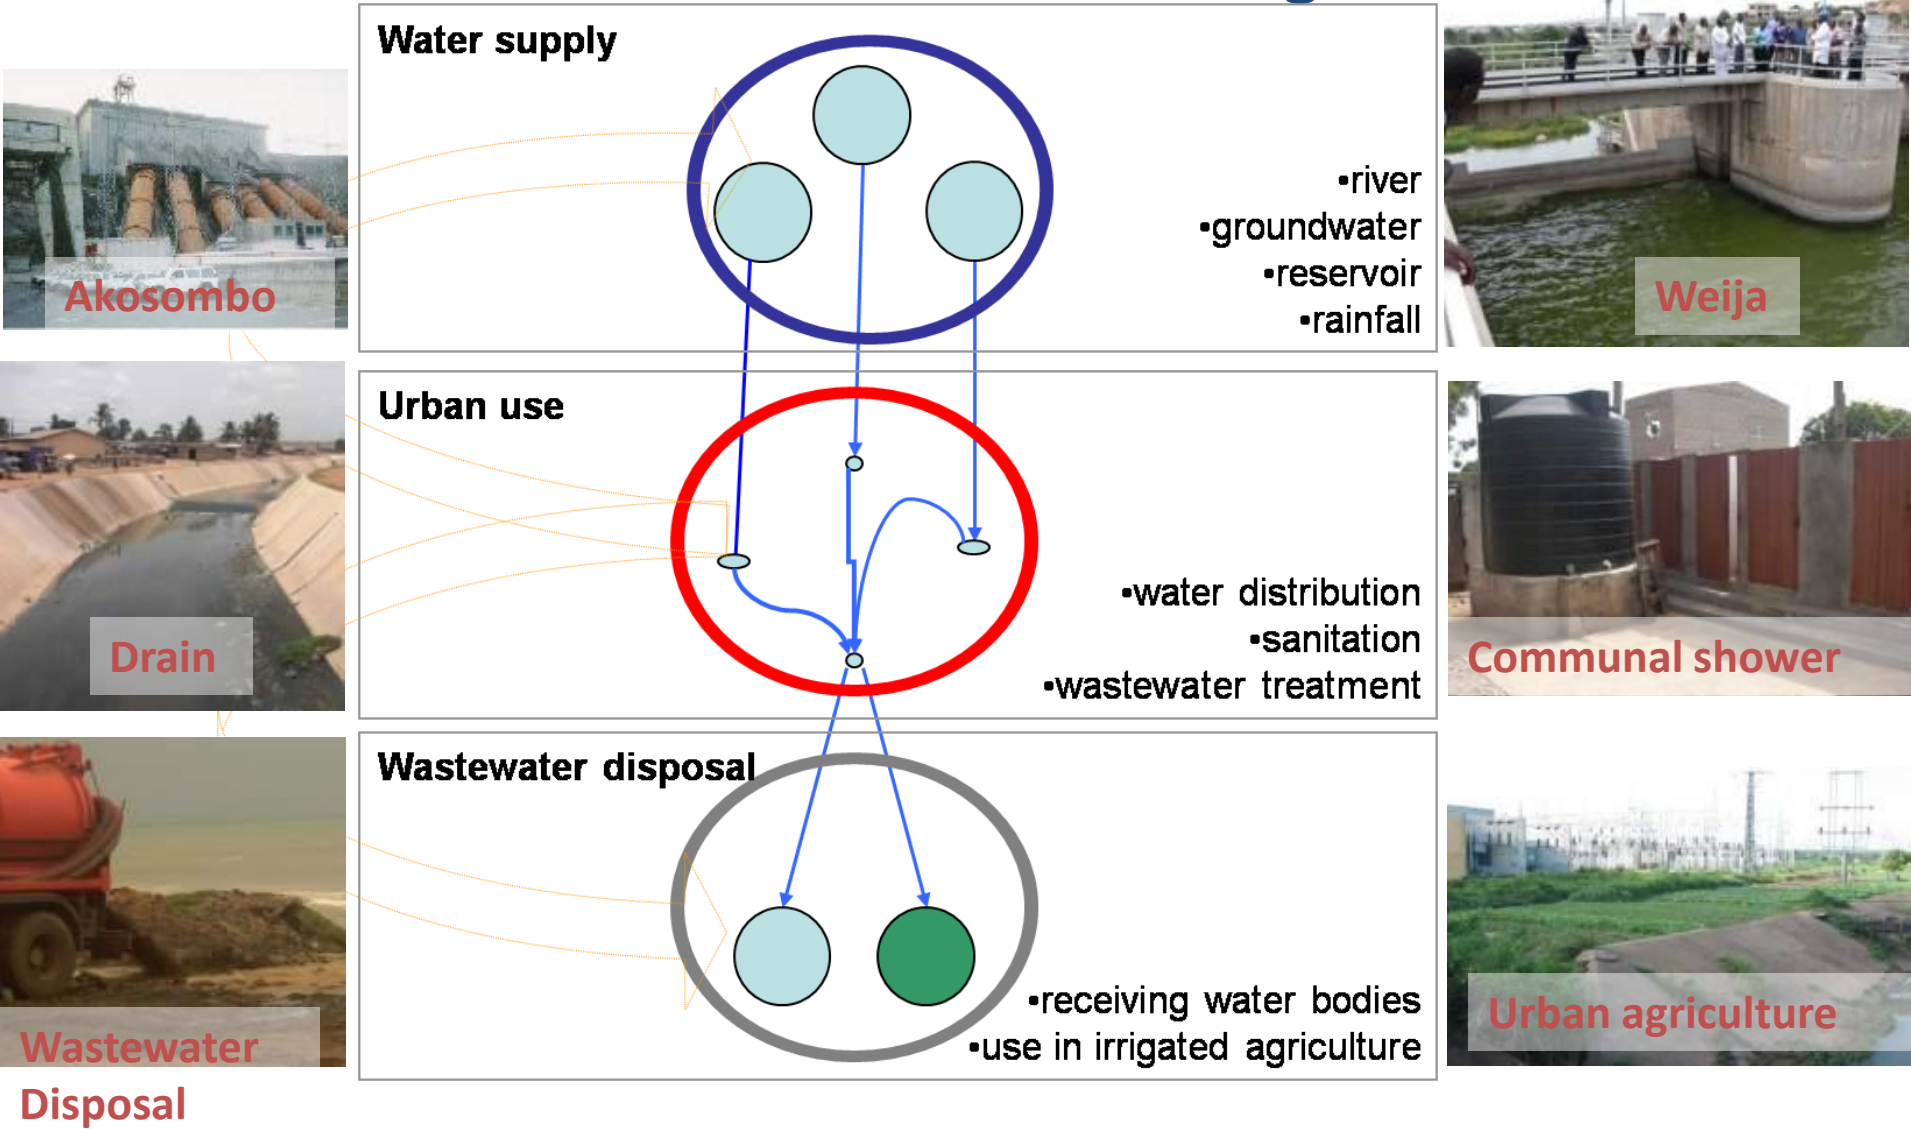 Water supply
•river
•groundwater
•reservoir
•rainfall
Akosombo
Weija
Urban use
•water distribution
•sanitation
•wastewater treatment
Drain
Communal shower
Wastewater disposal
•receiving water bodies
•use in irrigated agriculture
Wastewater
Disposal
Urban agriculture